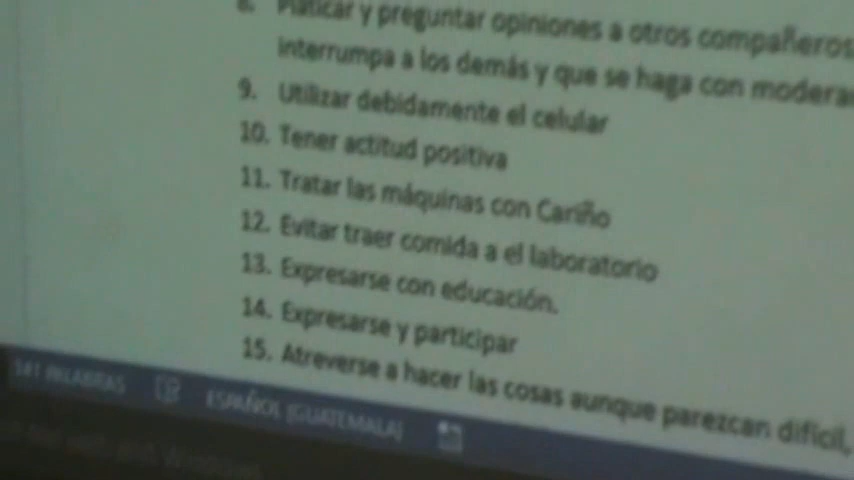 8. Platicar y preguntar opiniones a otros compañeros
interrumpa a los demás y que se haga con modera
9. Utilizar debidamente el celular
10. Tener actitud positiva
11. Tratar las máquinas con Cariño
12. Evitar traer comida a el laboratorio
13. Expresarse con educación.
14. Expresarse y participar
15. Atreverse a hacer las cosas aunque parezcan difícil,
PALABRAS ESPAÑOL (GUATEMALA)